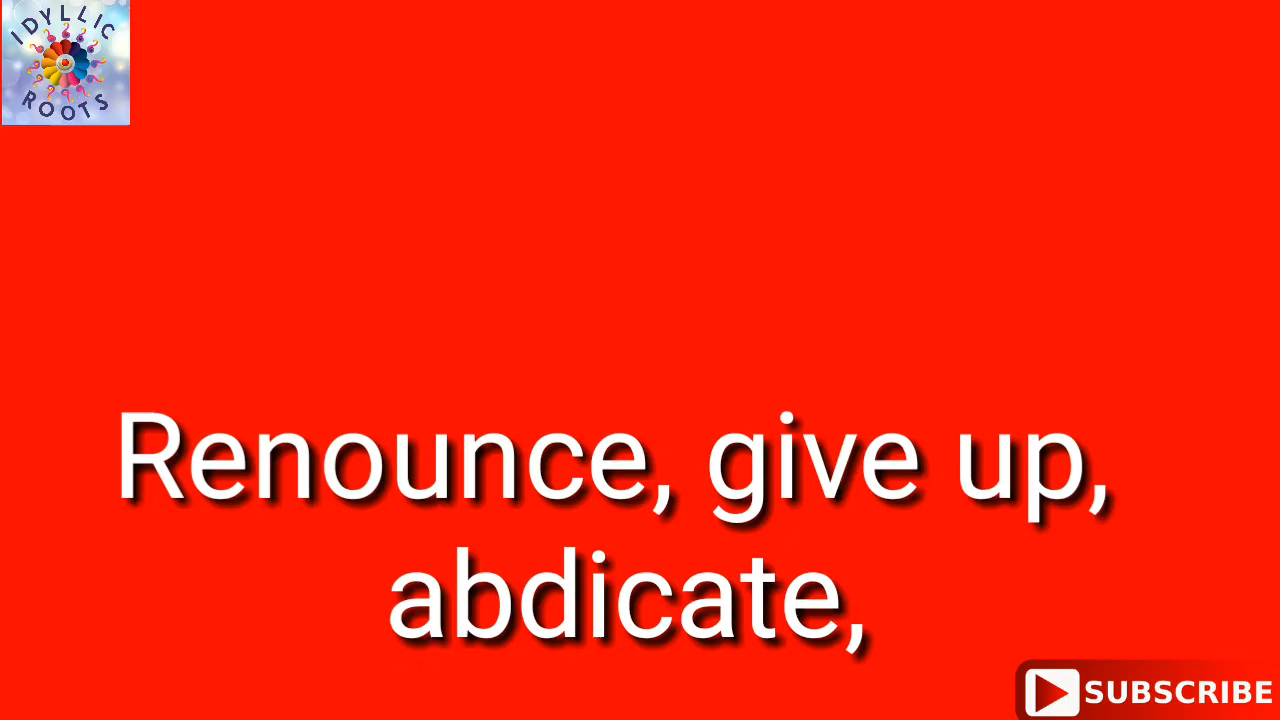 IDYLLIC
ROOTS
Renounce, give up,
abdicate,
SUBSCRIBE